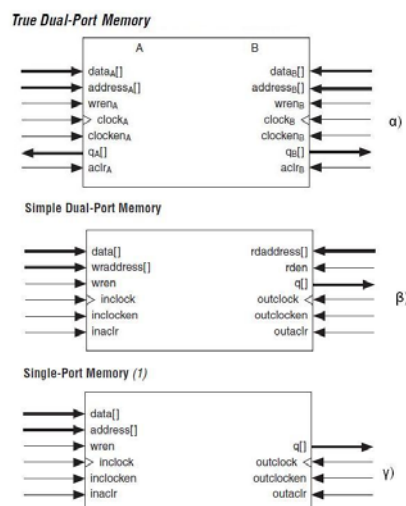 True Dual-Port Memory
A B
dataA[] dataB[]
addressA[] addressB[]
wrenA wrenB
clockA clockB
clockenA clockenB
qA[] qB[]
aclrA aclrB
α)
Simple Dual-Port Memory
data[] rdaddress[]
wraddress[] rden
wren q[]
inclock outclock
inclocken outclocken
inaclr outaclr
β)
Single-Port Memory (1)
data[]
address[]
wren q[]
inclock outclock
inclocken outclocken
inaclr outaclr
γ)